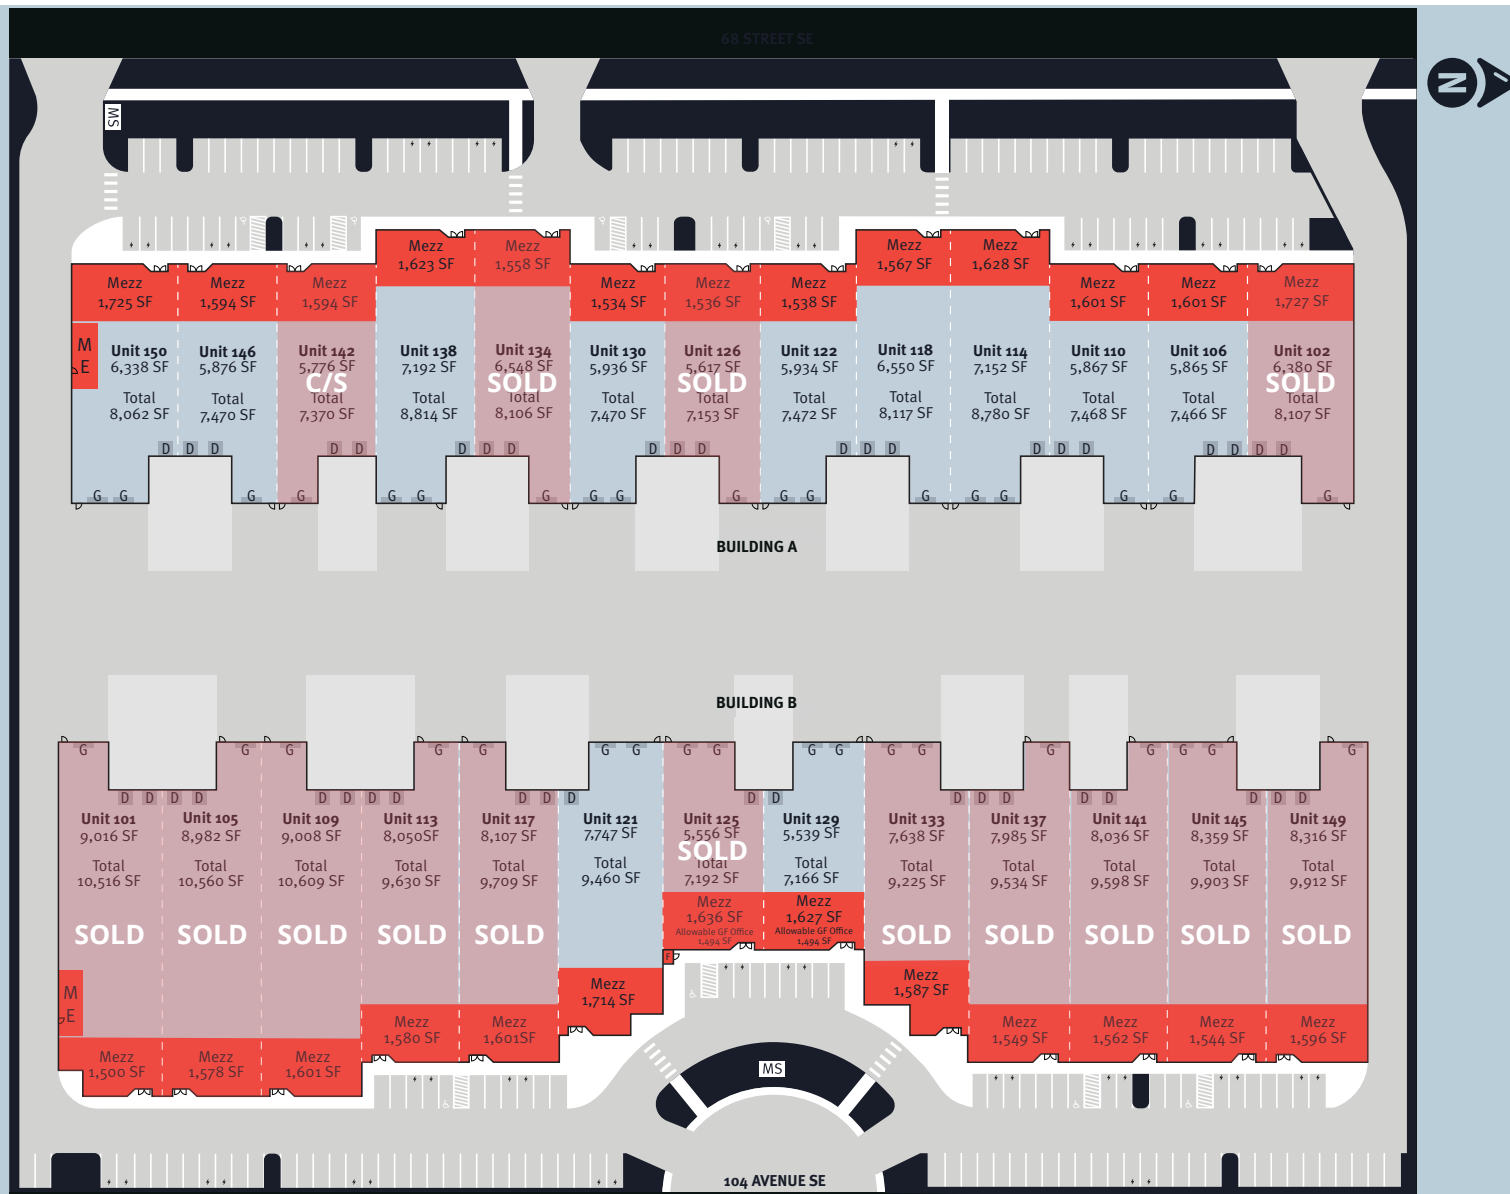 68 STREET SE
N
MS
Mezz
1,725 SF
Mezz
1,594 SF
Mezz
1,594 SF
Mezz
1,623 SF
Mezz
1,558 SF
Mezz
1,534 SF
Mezz
1,536 SF
Mezz
1,538 SF
Mezz
1,567 SF
Mezz
1,628 SF
Mezz
1,601 SF
Mezz
1,601 SF
Mezz
1,727 SF
M
E
Unit 150
6,338 SF
Total
8,062 SF
Unit 146
5,876 SF
Total
7,470 SF
Unit 142
5,776 SF
C/S
Total
7,370 SF
Unit 138
7,192 SF
Total
8,814 SF
Unit 134
6,548 SF
SOLD
Total
8,106 SF
Unit 130
5,936 SF
Total
7,470 SF
Unit 126
5,617 SF
SOLD
Total
7,153 SF
Unit 122
5,934 SF
Total
7,472 SF
Unit 118
6,550 SF
Total
8,117 SF
Unit 114
7,152 SF
Total
8,780 SF
Unit 110
5,867 SF
Total
7,468 SF
Unit 106
5,865 SF
Total
7,466 SF
Unit 102
6,380 SF
SOLD
Total
8,107 SF
D D D D D D D D D D D D D D D D D D D D D
G G G G G G G G G G G G G G G G G
BUILDING A
BUILDING B
G G G G G G G G G G G G G G G G G G
D D D D D D D D D D D D D D D D D D D D D
Unit 101
9,016 SF
Total
10,516 SF
SOLD
Unit 105
8,982 SF
Total
10,560 SF
SOLD
Unit 109
9,008 SF
Total
10,609 SF
SOLD
Unit 113
8,050SF
Total
9,630 SF
SOLD
Unit 117
8,107 SF
Total
9,709 SF
SOLD
Unit 121
7,747 SF
Total
9,460 SF
Unit 125
5,556 SF
SOLD
Total
7,192 SF
Unit 129
5,539 SF
Total
7,166 SF
Unit 133
7,638 SF
Total
9,225 SF
SOLD
Unit 137
7,985 SF
Total
9,534 SF
SOLD
Unit 141
8,036 SF
Total
9,598 SF
SOLD
Unit 145
8,359 SF
Total
9,903 SF
SOLD
Unit 149
8,316 SF
Total
9,912 SF
SOLD
M
E
Mezz
1,500 SF
Mezz
1,578 SF
Mezz
1,601 SF
Mezz
1,580 SF
Mezz
1,601SF
Mezz
1,714 SF
Mezz
1,636 SF
Allowable GF Office
1,494 SF
Mezz
1,627 SF
Allowable GF Office
1,494 SF
F
Mezz
1,587 SF
Mezz
1,549 SF
Mezz
1,562 SF
Mezz
1,544 SF
Mezz
1,596 SF
MS
104 AVENUE SE